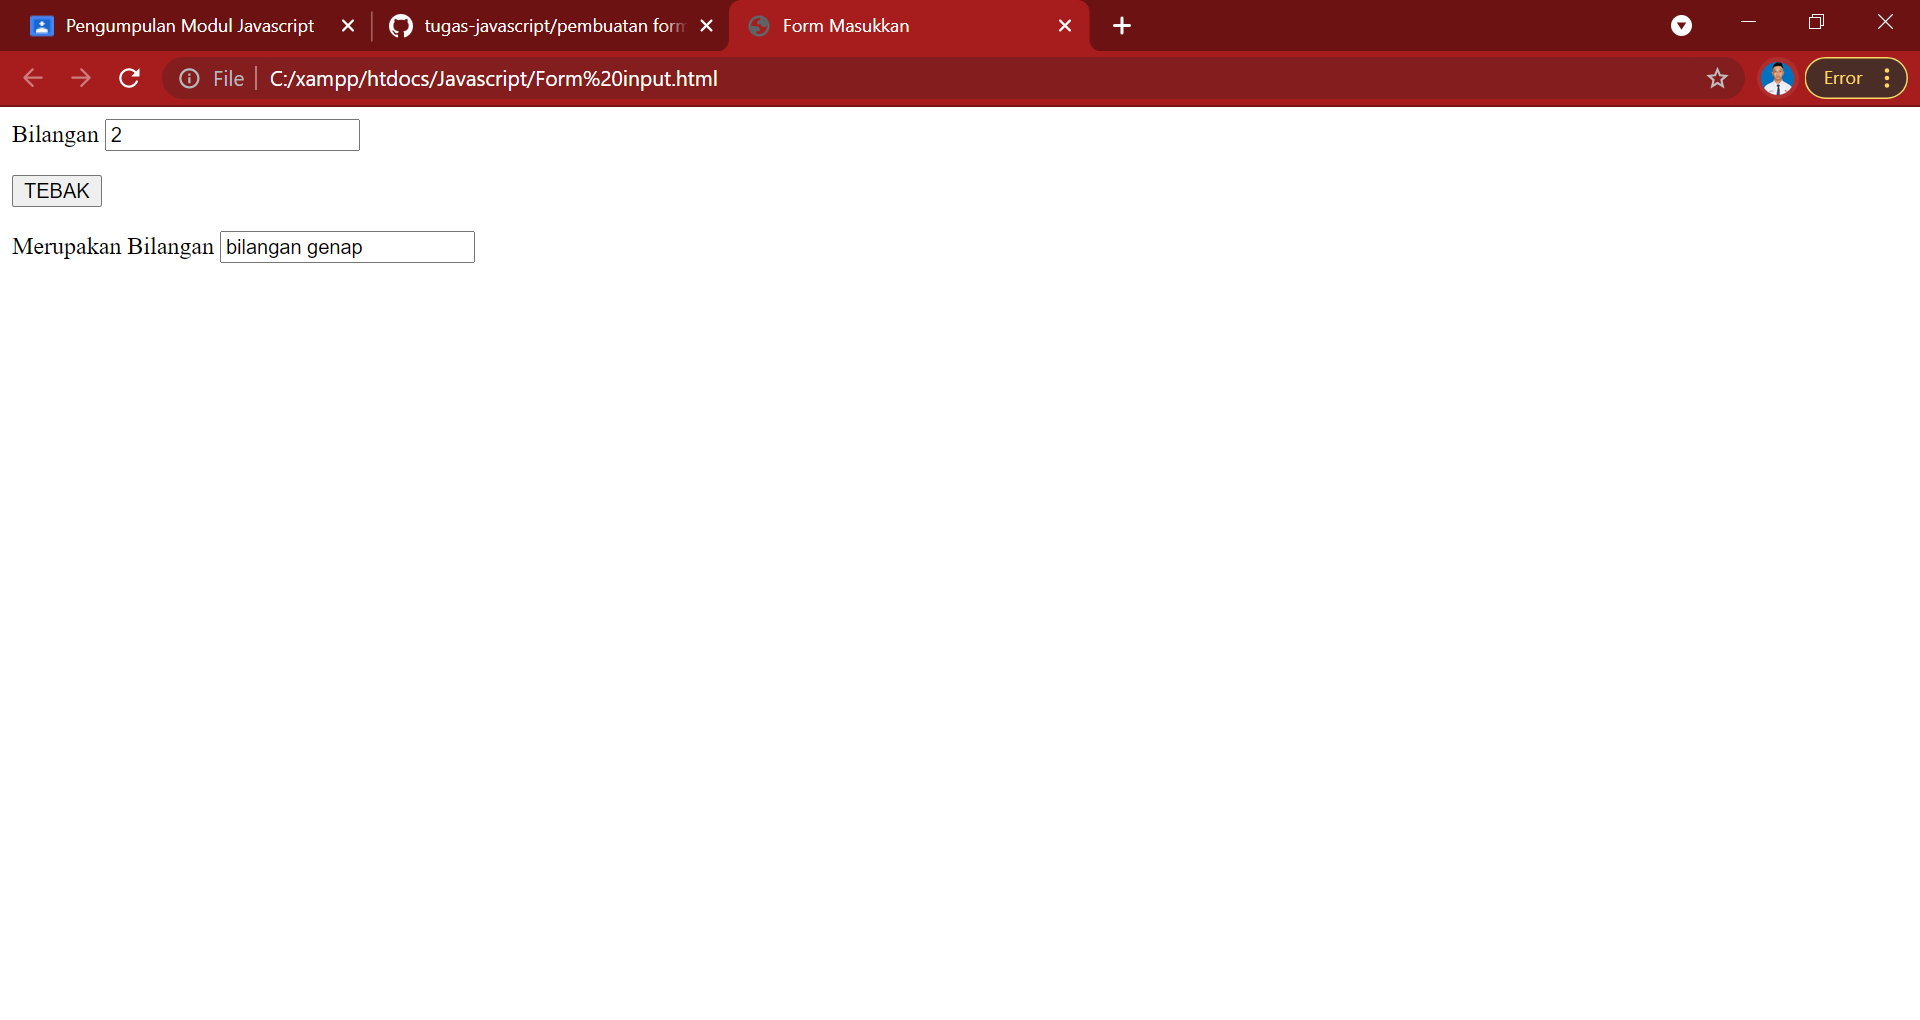 Pengumpulan Modul Javascript
tugas-javascript/pembuatan form
Form Masukkan
File
C:/xampp/htdocs/Javascript/Form%20input.html
Error
Bilangan 2
TEBAK
Merupakan Bilangan bilangan genap